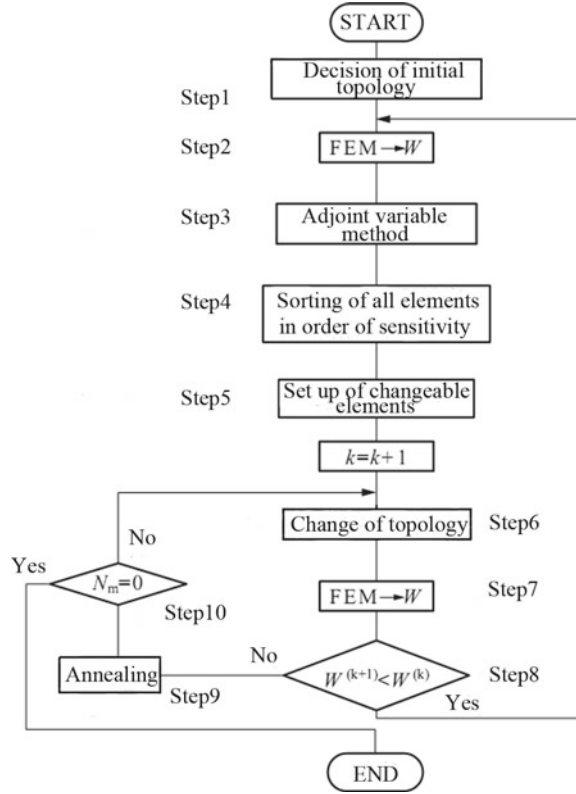 START
Decision of initial
topology
Step1
Step2
FEM→W
Step3
Adjoint variable
method
Step4
Sorting of all elements
in order of sensitivity
Step5
Set up of changeable
elements
k=k+1
No
Change of topology
Step6
Yes
Nm=0
Step10
FEM→W
Step7
Annealing
Step9
No
W(k+1)<W(k)
Step8
Yes
END